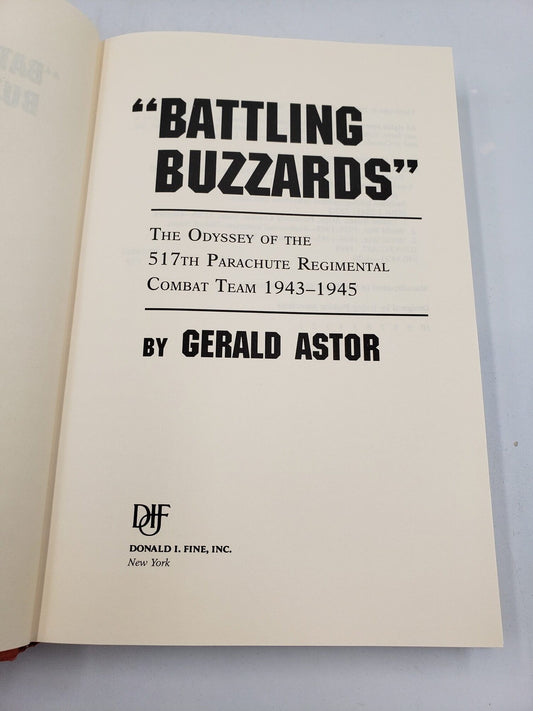 "BATTLING
BUZZARDS"
THE ODYSSEY OF THE
517TH PARACHUTE REGIMENTAL
COMBAT TEAM 1943–1945
BY GERALD ASTOR
DIF
DONALD I. FINE, INC.
New York